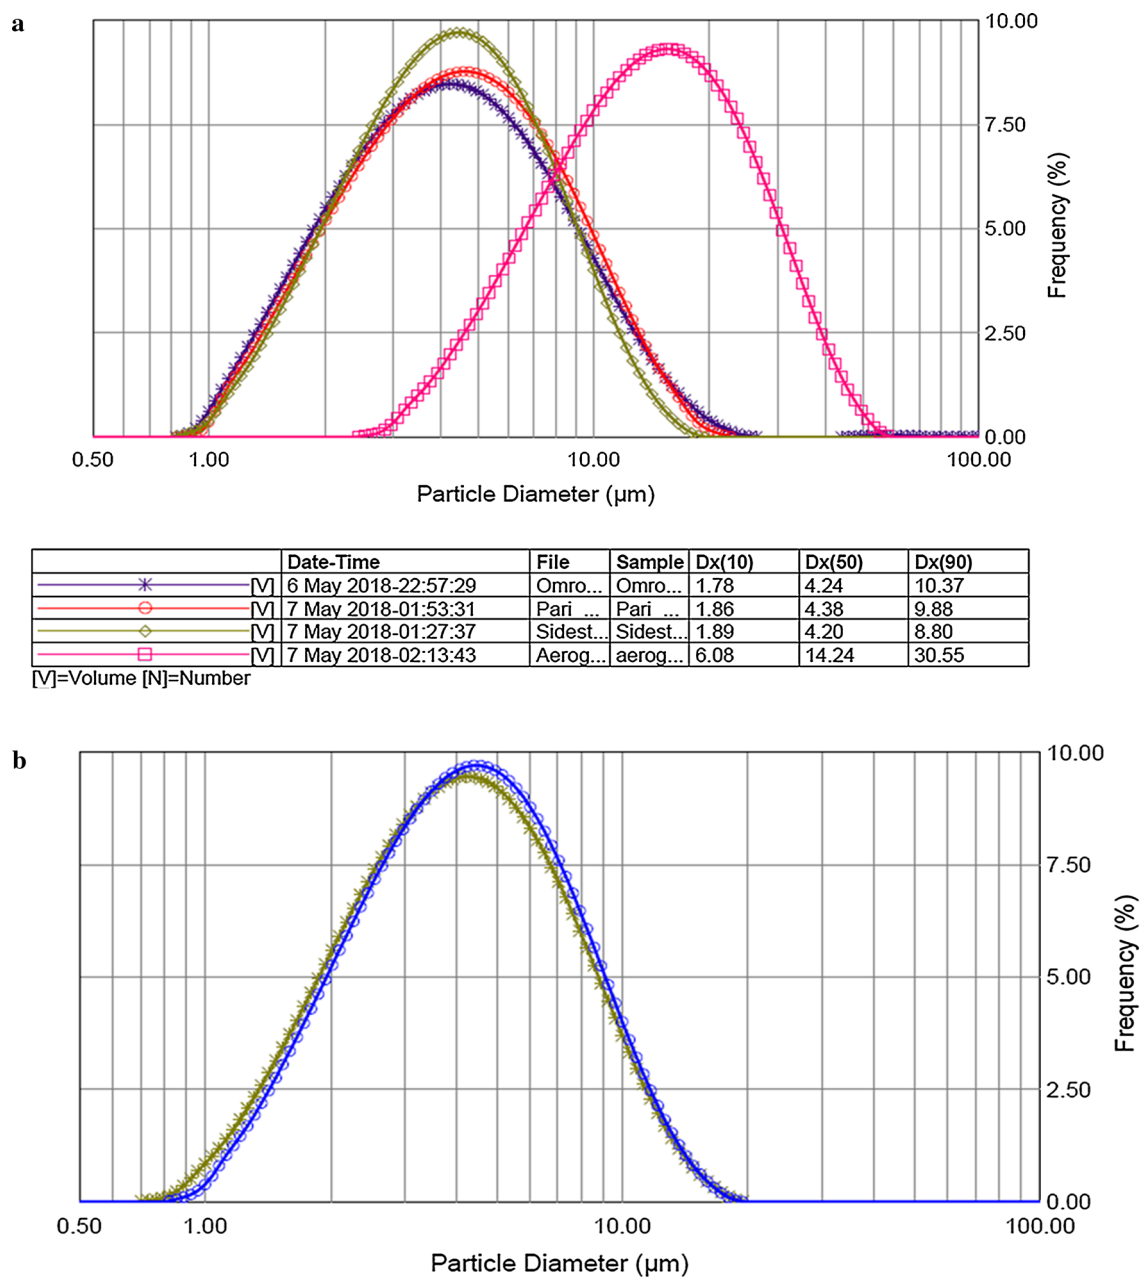 a
10.00
7.50
5.00
2.50
0.00
Frequency (%)
0.50 1.00 10.00 100.00
Particle Diameter (µm)
Date-Time File Sample Dx(10) Dx(50) Dx(90)
[V] 6 May 2018-22:57:29 Omro... Omro... 1.78 4.24 10.37
[V] 7 May 2018-01:53:31 Pari ... Pari ... 1.86 4.38 9.88
[V] 7 May 2018-01:27:37 Sidest... Sidest... 1.89 4.20 8.80
[V] 7 May 2018-02:13:43 Aerog... aerog... 6.08 14.24 30.55
[V]=Volume [N]=Number
b
10.00
7.50
5.00
2.50
0.00
Frequency (%)
0.50 1.00 10.00 100.00
Particle Diameter (µm)